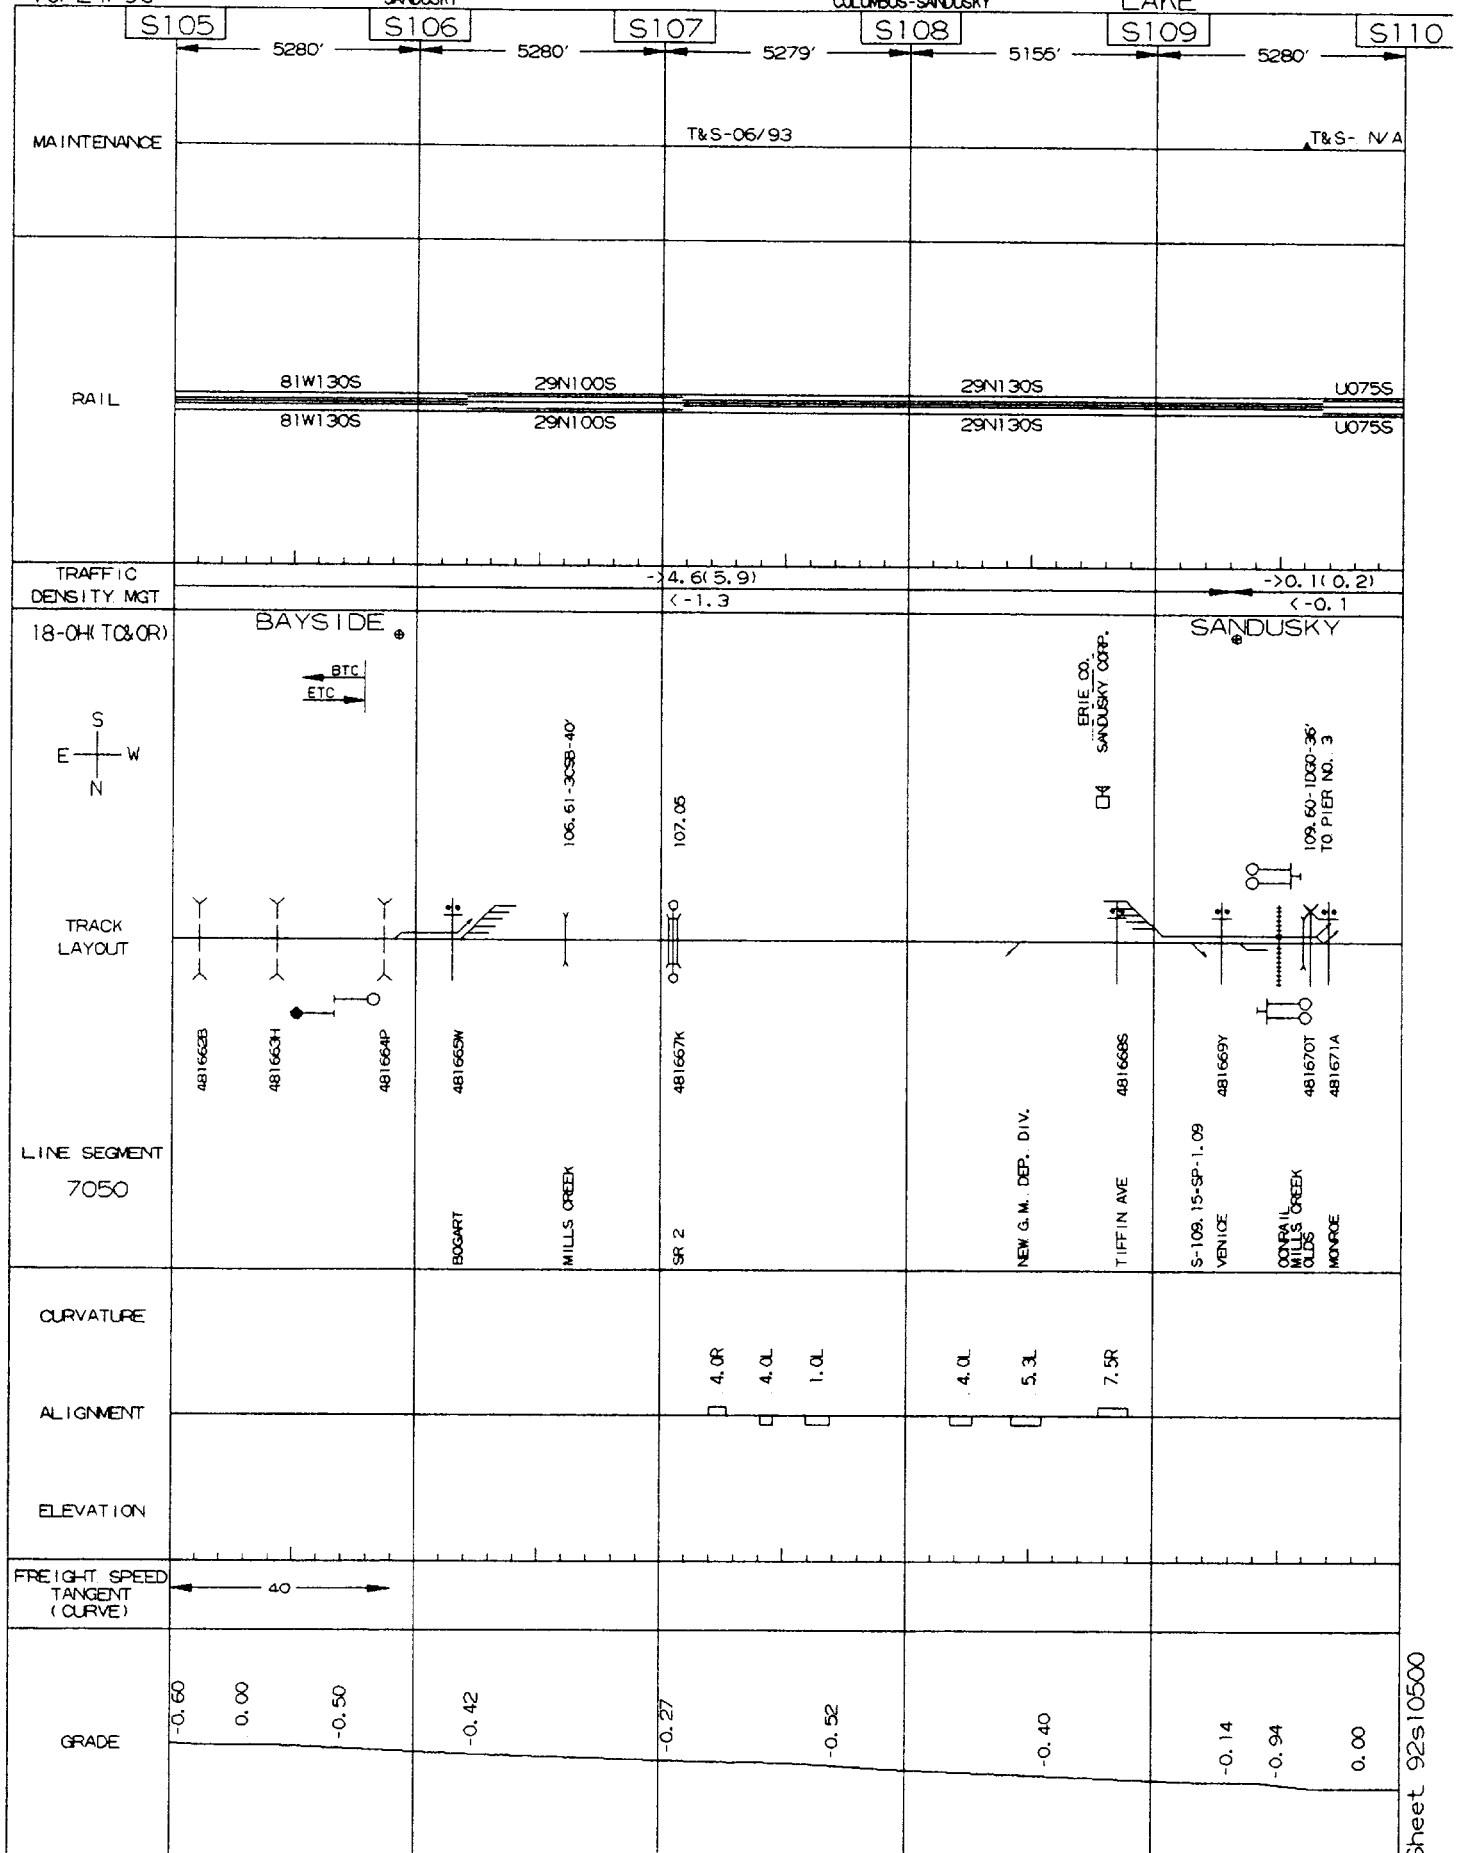 SANDUSKY
COLUMBUS-SANDUSKY
LAKE
S105
S106
S107
S108
S109
S110
5280'
5280'
5279'
5156'
5280'
MAINTENANCE
T&S-06/93
T&S- N/A
RAIL
81W130S
29N100S
29N130S
U075S
81W130S
29N100S
29N130S
U075S
TRAFFIC
DENSITY MGT
->4.6(5.9)
->0.1(0.2)
<-1.3
<-0.1
18-OH(TC&OR)
BAYSIDE
SANDUSKY
BTC
ETC
S
E W
N
ERIE CO.
SANDUSKY CORP.
106.61-3CSB-40'
107.05
109.60-1DGO-36'
TO PIER NO. 3
TRACK
LAYOUT
481662B
481663H
481664P
481665W
481667K
481668S
481669Y
481670T
481671A
LINE SEGMENT
7050
BOGART
MILLS CREEK
SR 2
NEW G.M. DEP. DIV.
TIFFIN AVE
S-109.15-SP-1.09
VENICE
CONRAIL
MILLS CREEK
OLDS
MONROE
CURVATURE
4.0R
4.0L
1.0L
4.0L
5.3L
7.5R
ALIGNMENT
ELEVATION
FREIGHT SPEED
TANGENT
(CURVE)
40
GRADE
-0.60
0.00
-0.50
-0.42
-0.27
-0.52
-0.40
-0.14
-0.94
0.00
Sheet 92s10500